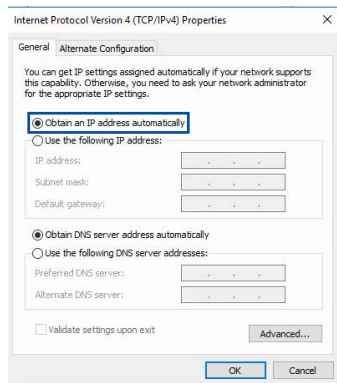 Internet Protocol Version 4 (TCP/IPv4) Properties
General
Alternate Configuration
You can get IP settings assigned automatically if your network supports
this capability. Otherwise, you need to ask your network administrator
for the appropriate IP settings.
Obtain an IP address automatically
Use the following IP address:
IP address:
Subnet mask:
Default gateway:
Obtain DNS server address automatically
Use the following DNS server addresses:
Preferred DNS server:
Alternate DNS server:
Validate settings upon exit
Advanced...
OK
Cancel